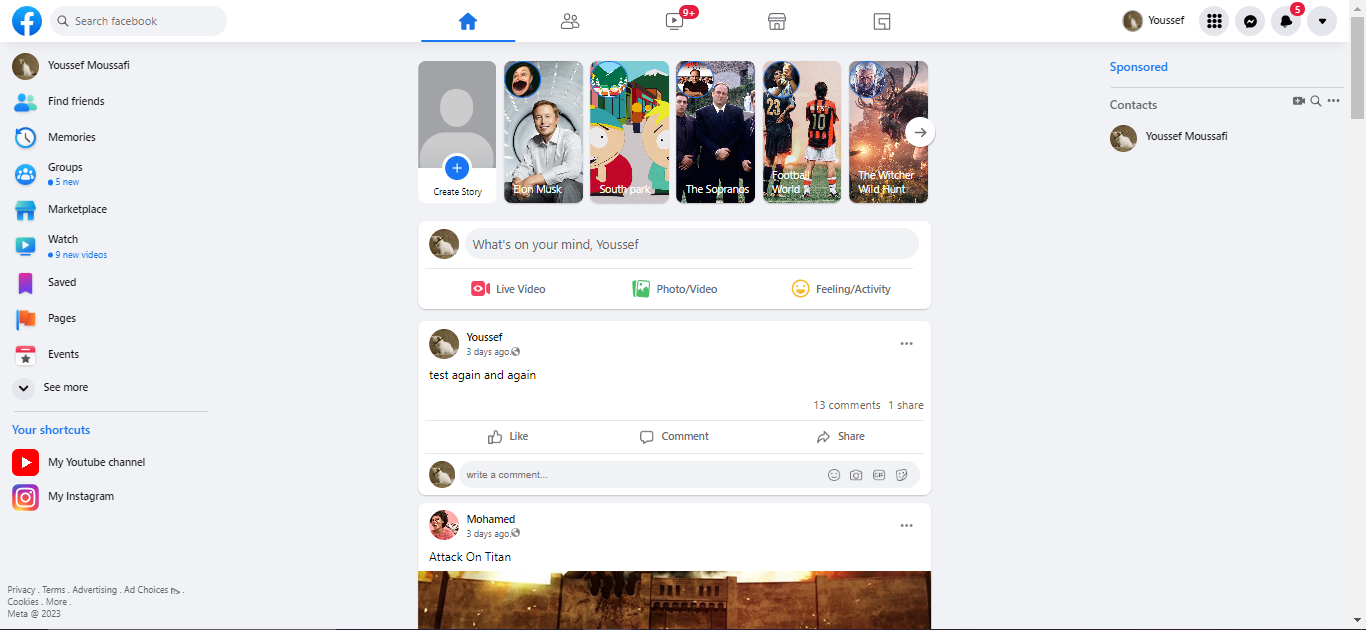 Search facebook
9+
Youssef
5
Youssef Moussafi
Find friends
Memories
Groups
5 new
Marketplace
Watch
9 new videos
Saved
Pages
Events
See more
Your shortcuts
My Youtube channel
My Instagram
Privacy . Terms . Advertising . Ad Choices .
Cookies . More .
Meta @ 2023
Create Story
Elon Musk
South park
The Sopranos
Football
World
The Witcher
Wild Hunt
23
10
What's on your mind, Youssef
Live Video
Photo/Video
Feeling/Activity
Youssef
3 days ago.
test again and again
13 comments 1 share
Like
Comment
Share
write a comment...
GIF
Mohamed
3 days ago.
Attack On Titan
Sponsored
Contacts
Youssef Moussafi